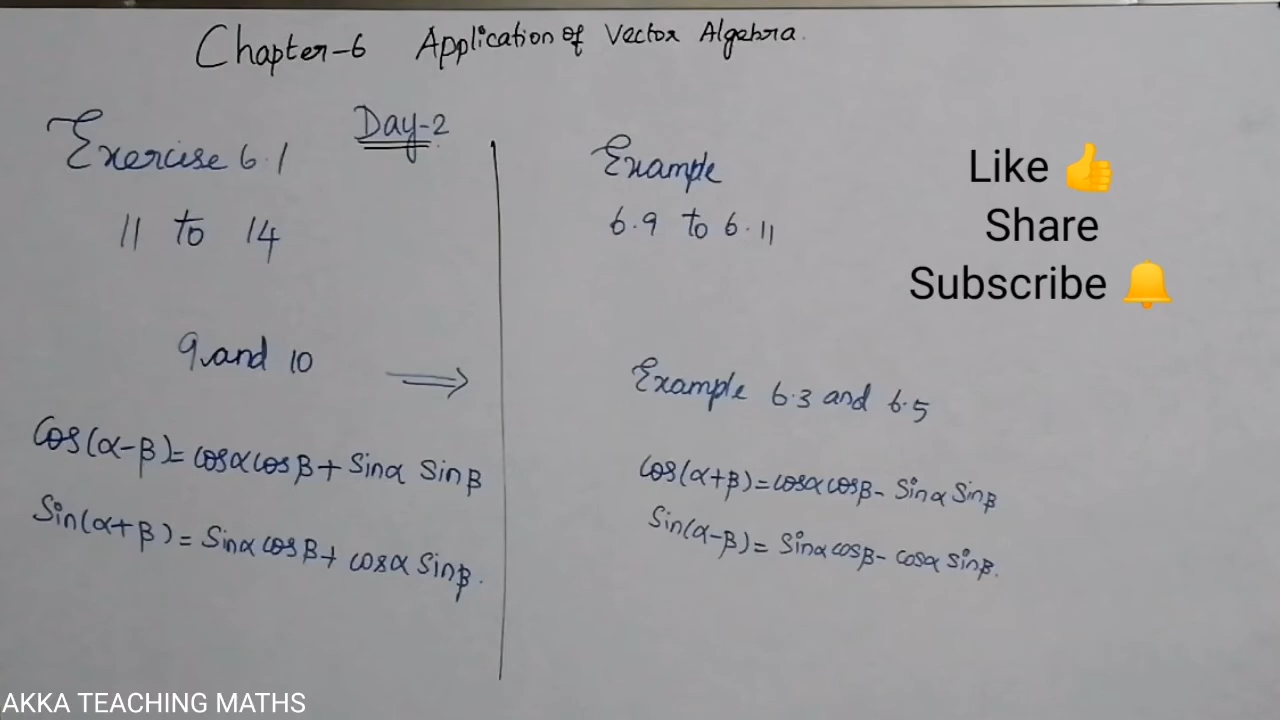 Chapter-6 Application of Vector Algebra.
Day-2
Exercise 6.1
11 to 14
9 and 10
Cos(α-β)= cosα cosβ + Sinα Sinβ
Sin(α+β)= Sinα cosβ + cosα Sinβ.
Example
6.9 to 6.11
Example 6.3 and 6.5
Cos(α+β)=cosα cosβ- Sinα Sinβ
Sin(α-β)= Sinα cosβ- cosα Sinβ.
Like 👍
Share
Subscribe 🔔
AKKA TEACHING MATHS